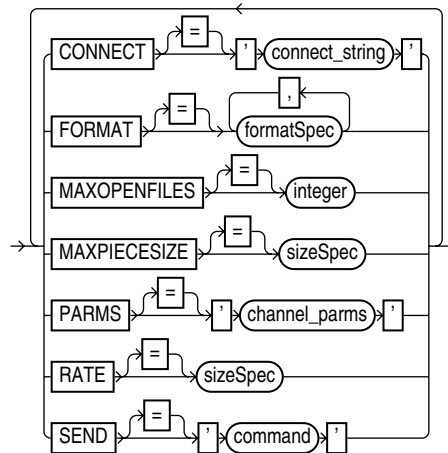 CONNECT = ' connect_string '
,
FORMAT = formatSpec
MAXOPENFILES = integer
MAXPIECESIZE = sizeSpec
PARMS = ' channel_parms '
RATE = sizeSpec
SEND = ' command '